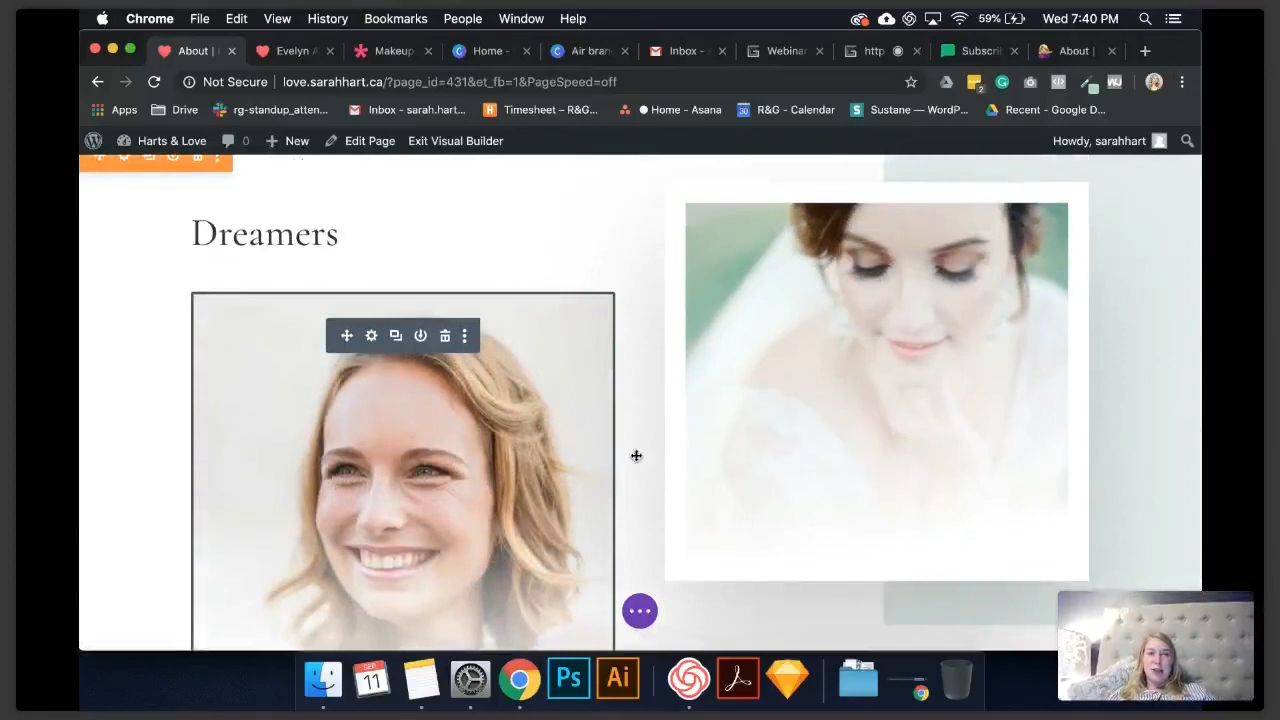 Chrome File Edit View History Bookmarks People Window Help 59% Wed 7:40 PM
About | Evelyn A Makeup Home - Air bran Inbox - Webinar http Subscri About |
Not Secure love.sarahhart.ca/?page_id=431&et_fb=1&PageSpeed=off
Apps Drive rg-standup_atten... Inbox - sarah.hart... Timesheet – R&G... Home - Asana R&G - Calendar Sustane — WordP... Recent - Google D...
Harts & Love 0 New Edit Page Exit Visual Builder Howdy, sarahhart
Dreamers
SEP
11
Ps
Ai